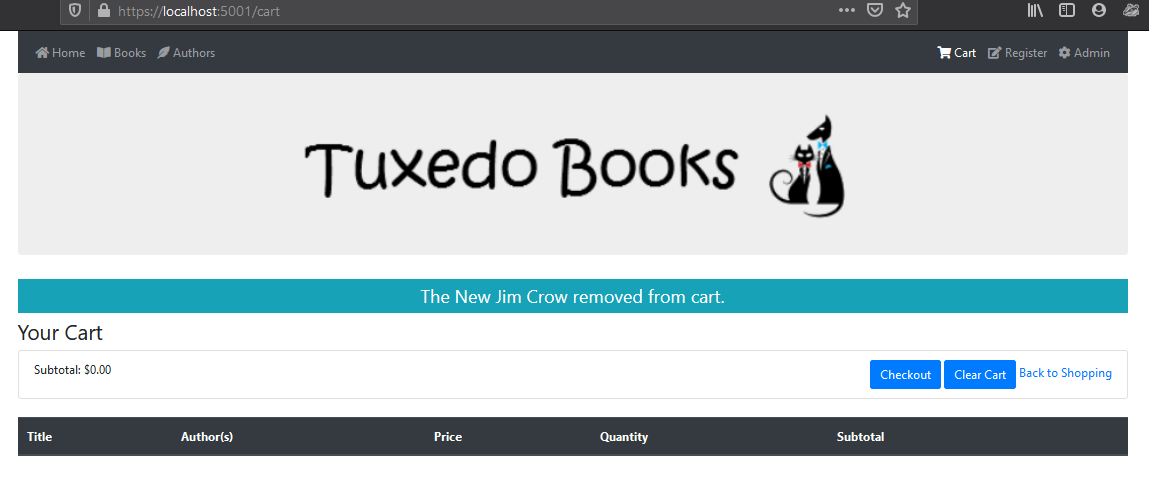 https://localhost:5001/cart
Home Books Authors Cart Register Admin
Tuxedo Books
The New Jim Crow removed from cart.
Your Cart
Subtotal: $0.00 Checkout Clear Cart Back to Shopping
Title Author(s) Price Quantity Subtotal